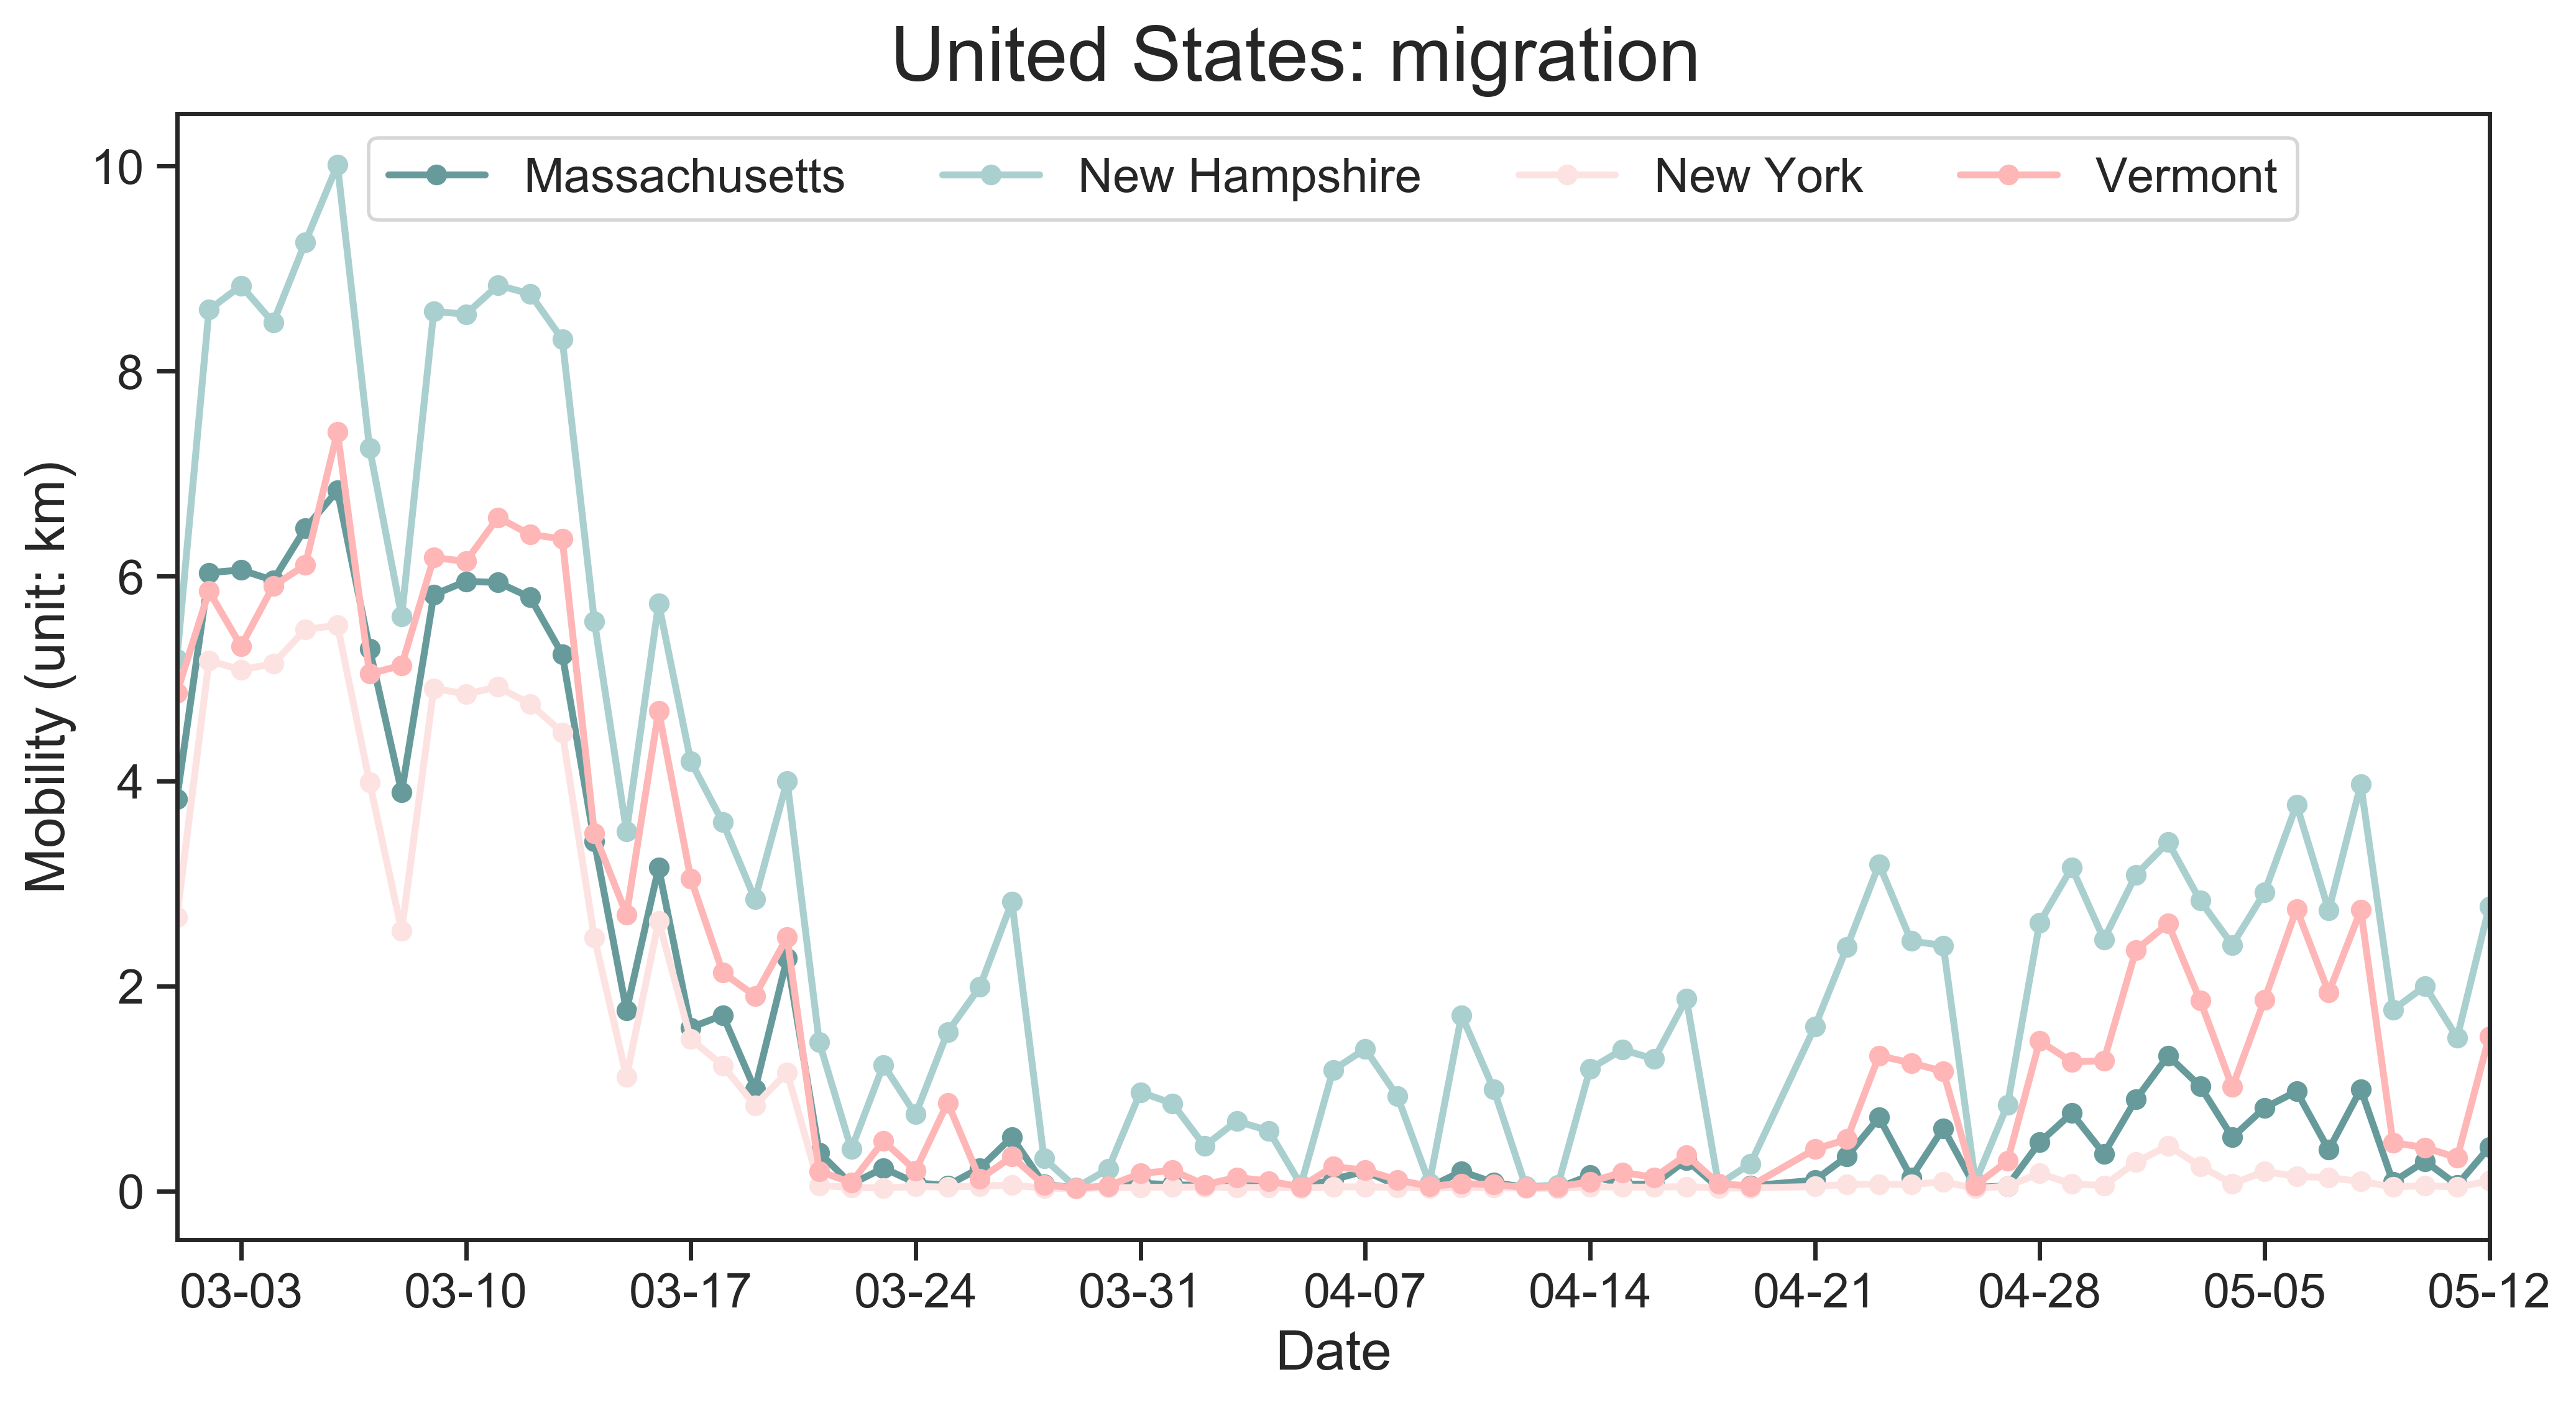 United States: migration
Massachusetts New Hampshire New York Vermont
10
8
6
4
2
0
Mobility (unit: km)
03-03 03-10 03-17 03-24 03-31 04-07 04-14 04-21 04-28 05-05 05-12
Date